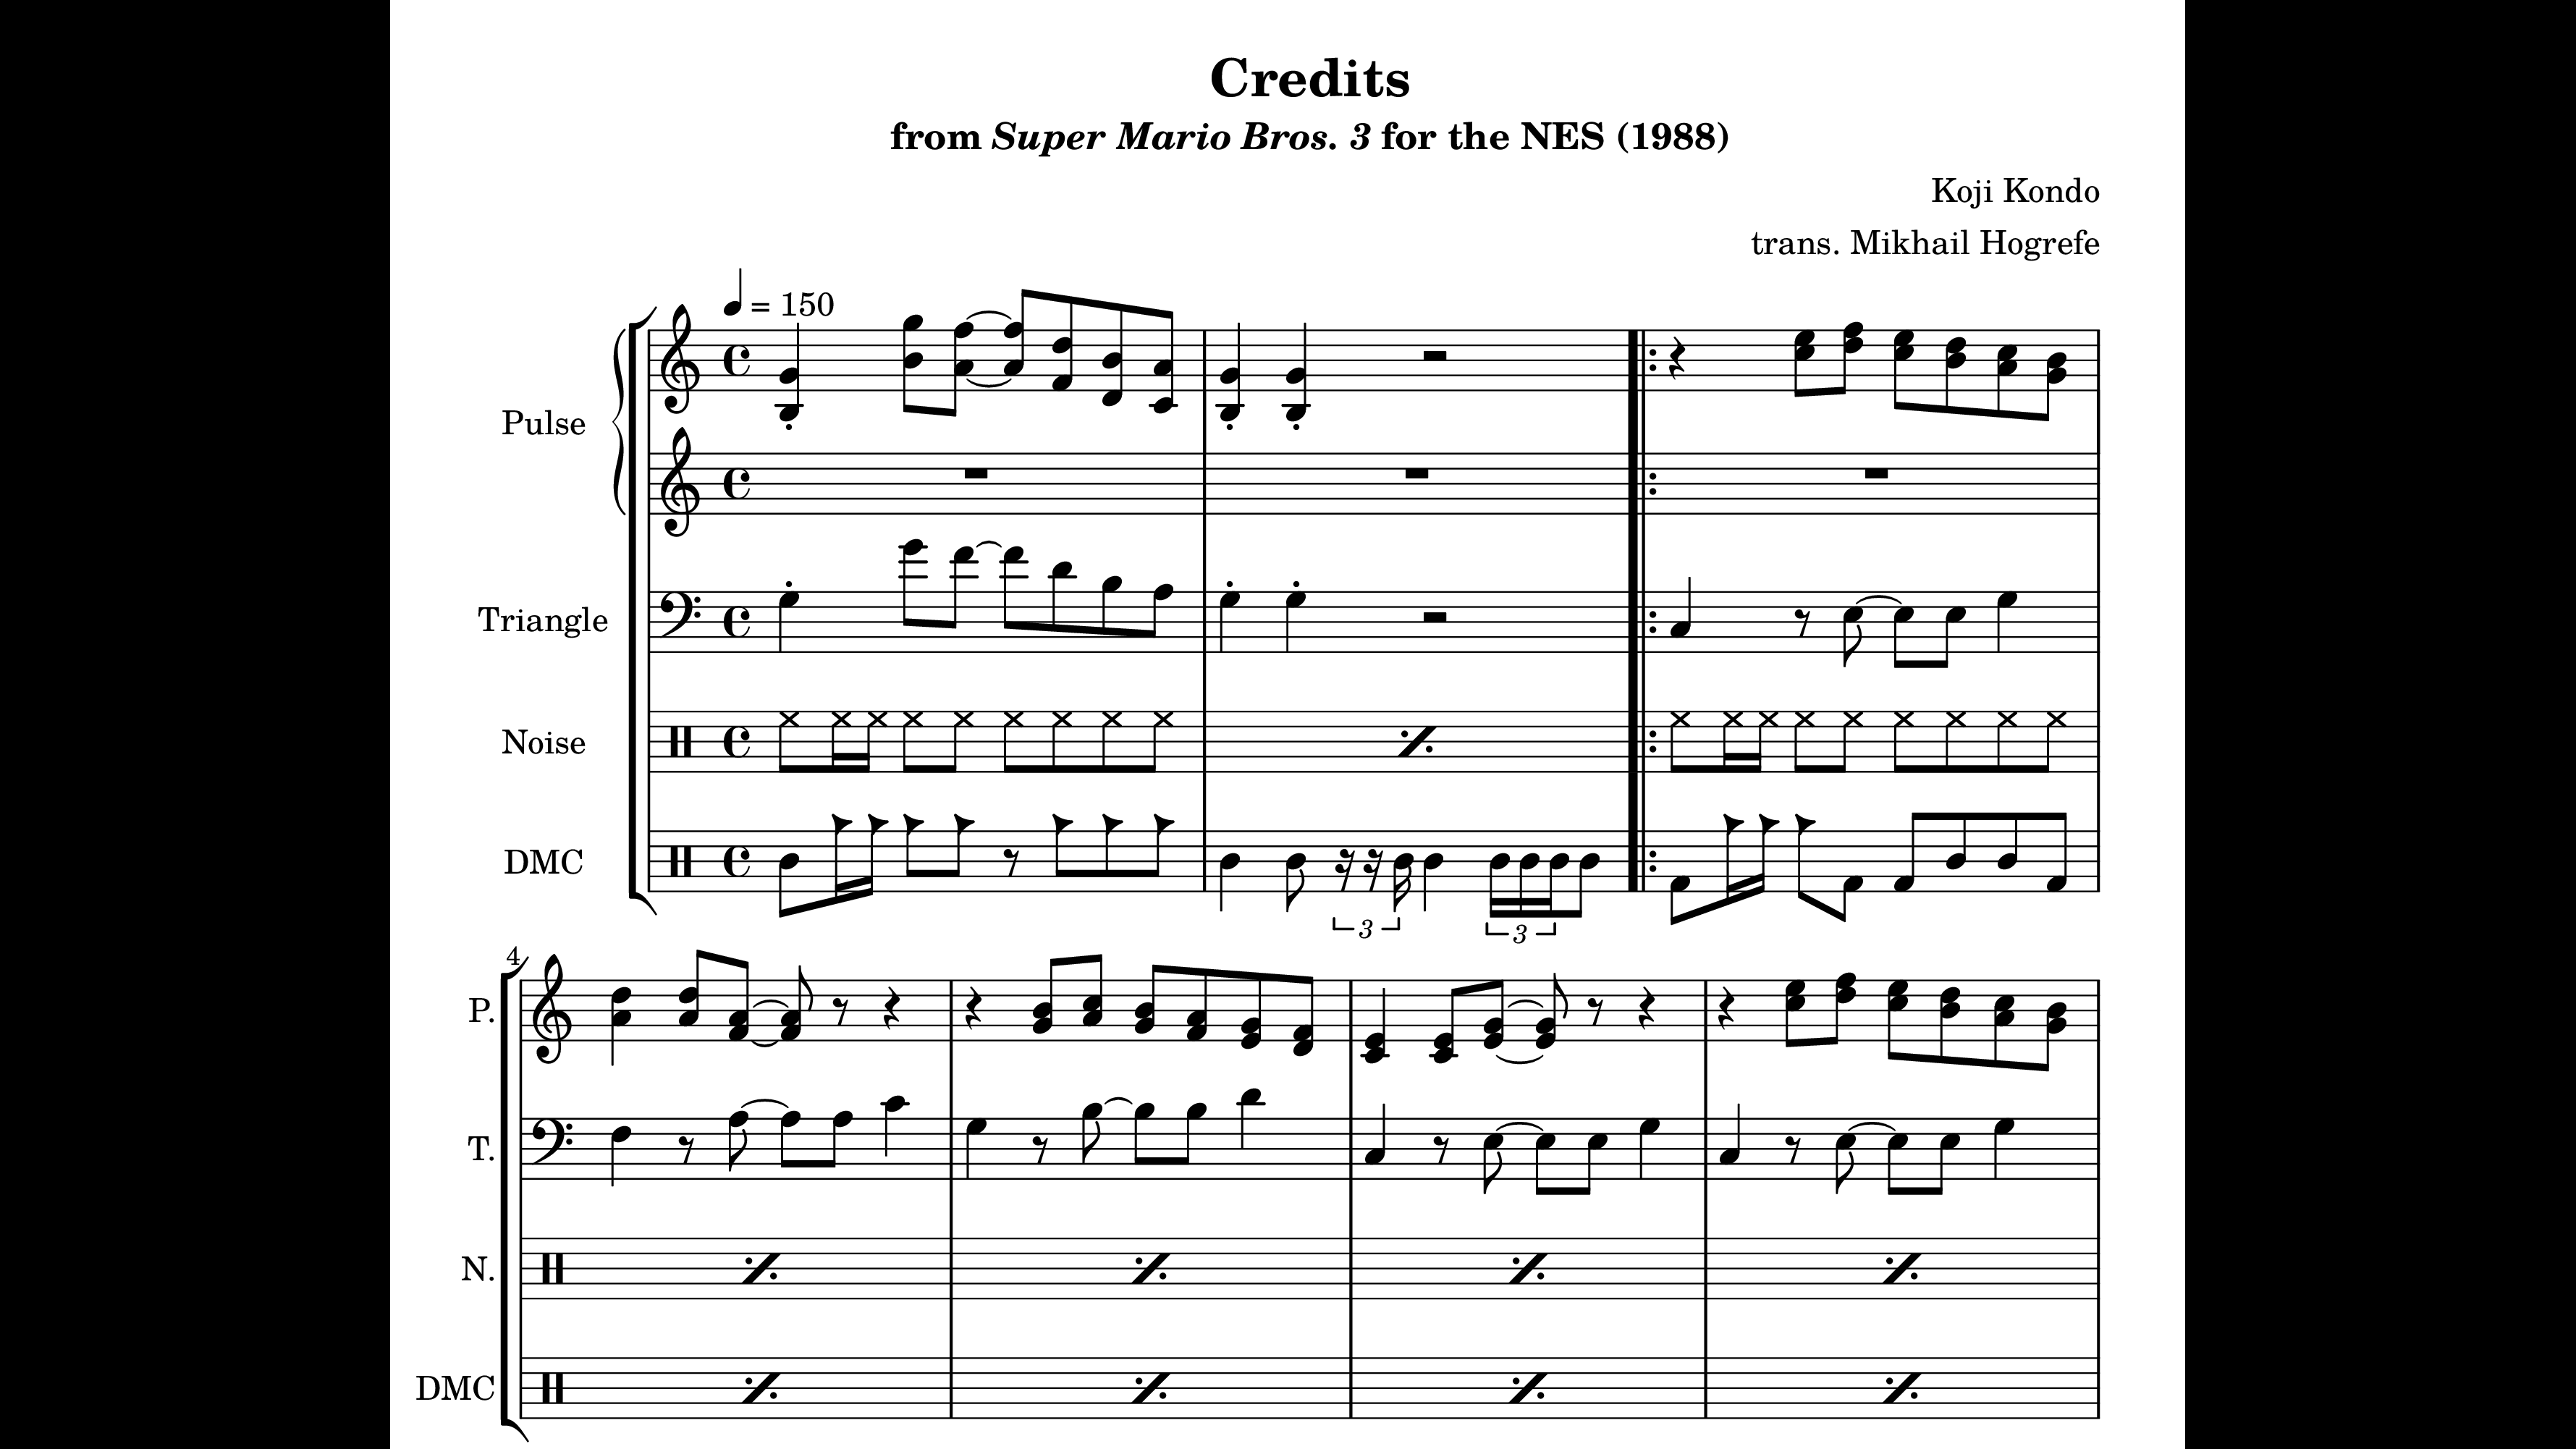 Credits
from Super Mario Bros. 3 for the NES (1988)
Koji Kondo
trans. Mikhail Hogrefe
= 150
Pulse
Triangle
Noise
DMC
3
3
4
P.
T.
N.
DMC